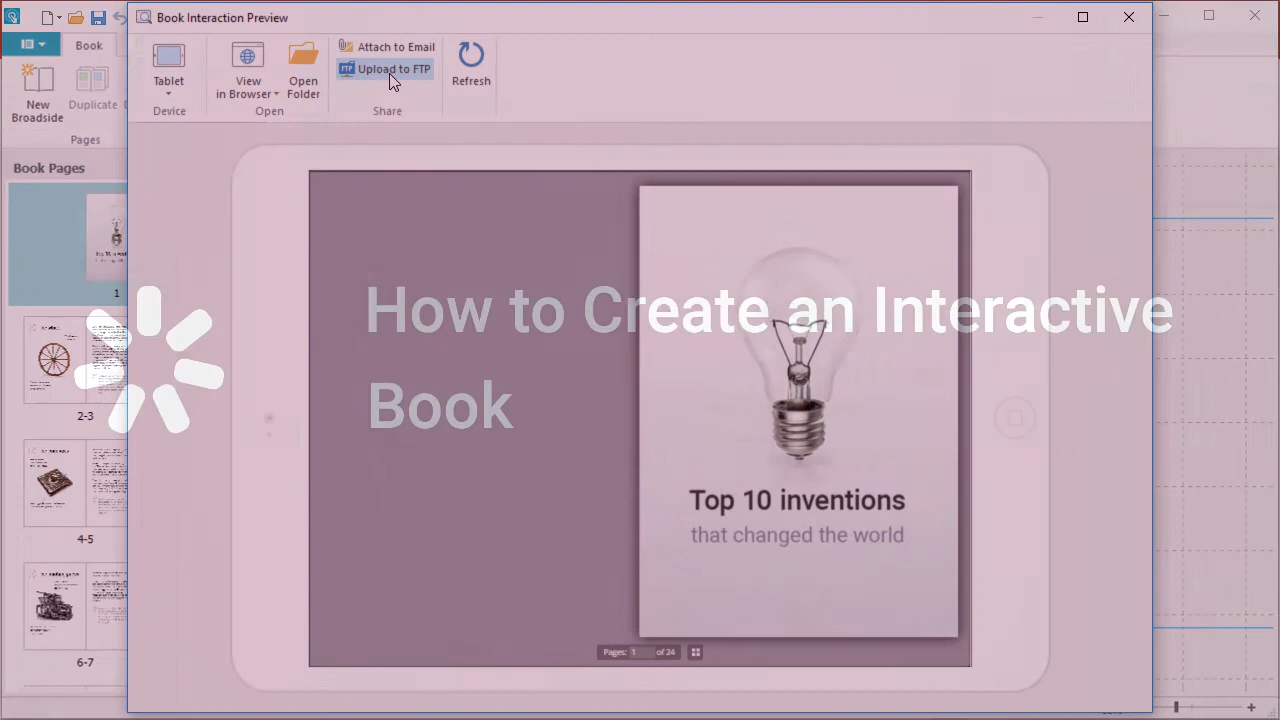 Book Interaction Preview
Book
Tablet
View
in Browser
Open
Folder
Attach to Email
Upload to FTP
Refresh
Device
Open
Share
New
Broadside
Duplicate
Pages
Book Pages
1
2-3
4-5
6-7
How to Create an Interactive
Book
Top 10 inventions
that changed the world
Pages: 1 of 24